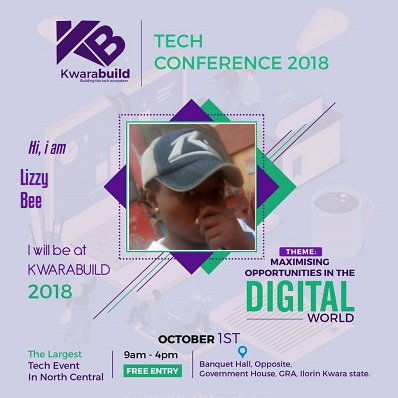 KB
Kwarabuild
Building the tech ecosystem
TECH
CONFERENCE 2018
Hi, i am
Lizzy
Bee
I will be at
KWARABUILD
2018
THEME:
MAXIMISING
OPPORTUNITIES IN THE
DIGITAL
WORLD
OCTOBER 1ST
The Largest
Tech Event
In North Central
9am - 4pm
FREE ENTRY
Banquet Hall, Opposite,
Government House, GRA, Ilorin Kwara state.